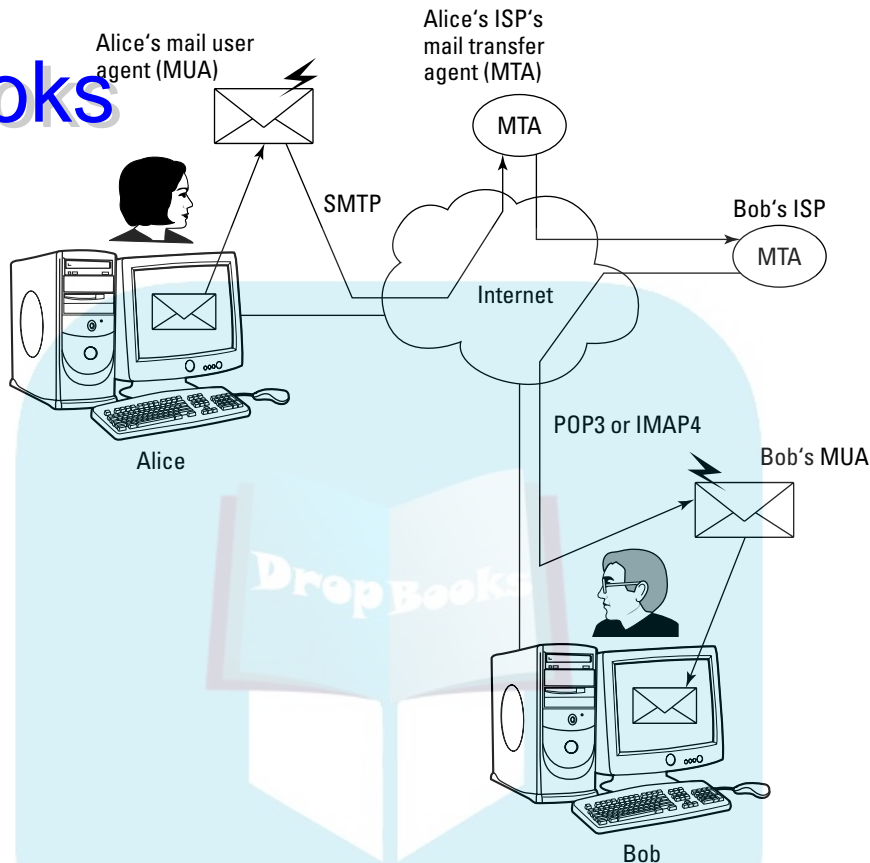 Alice's mail user
agent (MUA)
Alice's ISP's
mail transfer
agent (MTA)
oks
MTA
SMTP
Bob's ISP
MTA
Internet
POP3 or IMAP4
Alice
Bob's MUA
DropBooks
Bob